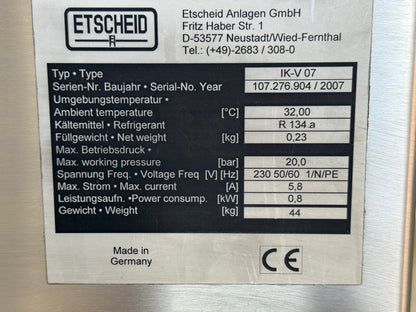 ETSCHEID
Etscheid Anlagen GmbH
Fritz Haber Str. 1
D-53577 Neustadt/Wied-Fernthal
Tel.: (+49)-2683 / 308-0
Typ • Type IK-V 07
Serien-Nr. Baujahr • Serial-No. Year 107.276.904 / 2007
Umgebungstemperatur •
Ambient temperatur [°C] 32,00
Kältemittel • Refrigerant R 134.a
Füllgewicht • Net weight [kg] 0,23
Max. Betriebsdruck •
Max. working pressure [bar] 20,0
Spannung Freq. • Voltage Freq [V] [Hz] 230 50/60 1/N/PE
Max. Strom • Max. current [A] 5,8
Leistungsaufn. •Power consump. [kW] 0,8
Gewicht • Weight [kg] 44
Made in
Germany
CE